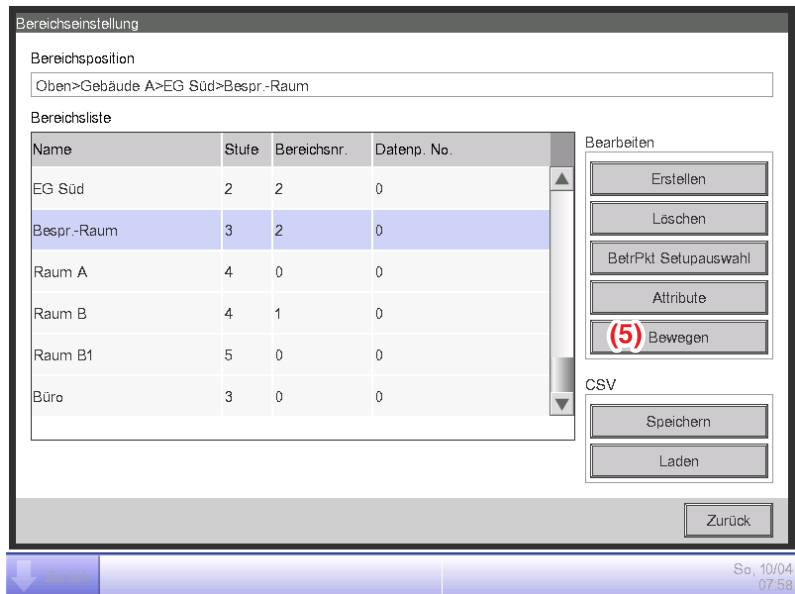 Bereichseinstellung
Bereichsposition
Oben>Gebäude A>EG Süd>Bespr.-Raum
Bereichsliste
Name Stufe Bereichsnr. Datenp. No.
EG Süd 2 2 0
Bespr.-Raum 3 2 0
Raum A 4 0 0
Raum B 4 1 0
Raum B1 5 0 0
Büro 3 0 0
Bearbeiten
Erstellen
Löschen
BetrPkt Setupauswahl
Attribute
(5) Bewegen
CSV
Speichern
Laden
Zurück
So, 10/04
07:58